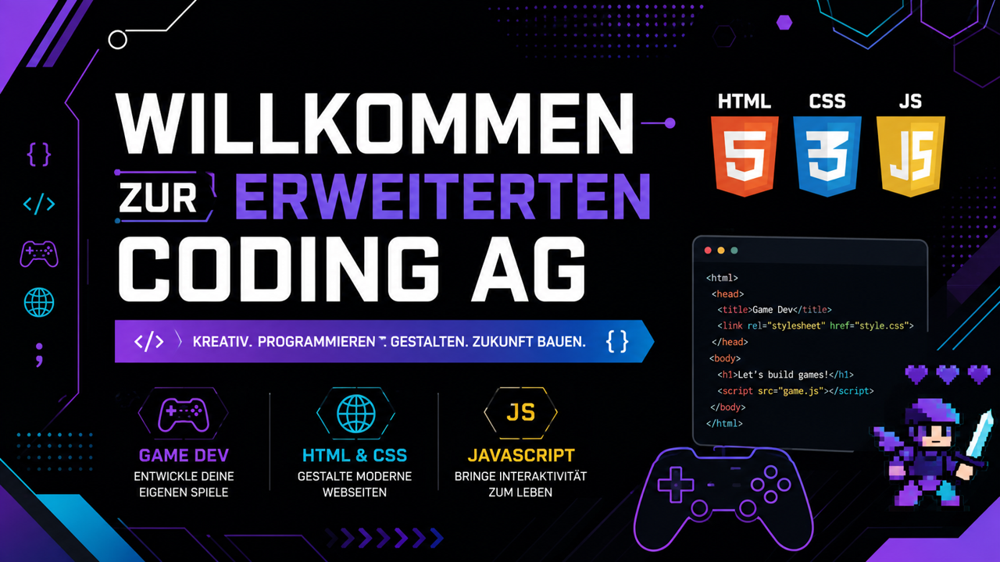 WILLKOMMEN
ZUR ERWEITERTEN
CODING AG
</> KREATIV. PROGRAMMIEREN. GESTALTEN. ZUKUNFT BAUEN. {}
GAME DEV
ENTWICKLE DEINE
EIGENEN SPIELE
HTML & CSS
GESTALTE MODERNE
WEBSEITEN
JS
JAVASCRIPT
BRINGE INTERAKTIVITÄT
ZUM LEBEN
HTML CSS JS
5 3 JS
<html>
<head>
<title>Game Dev</title>
<link rel="stylesheet" href="style.css">
</head>
<body>
<h1>Let's build games!</h1>
<script src="game.js"></script>
</body>
</html>
{}
</>
;